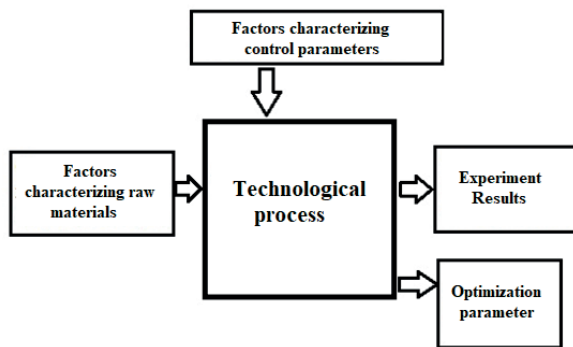 Factors characterizing
control parameters
Factors
characterizing raw
materials
Technological
process
Experiment
Results
Optimization
parameter